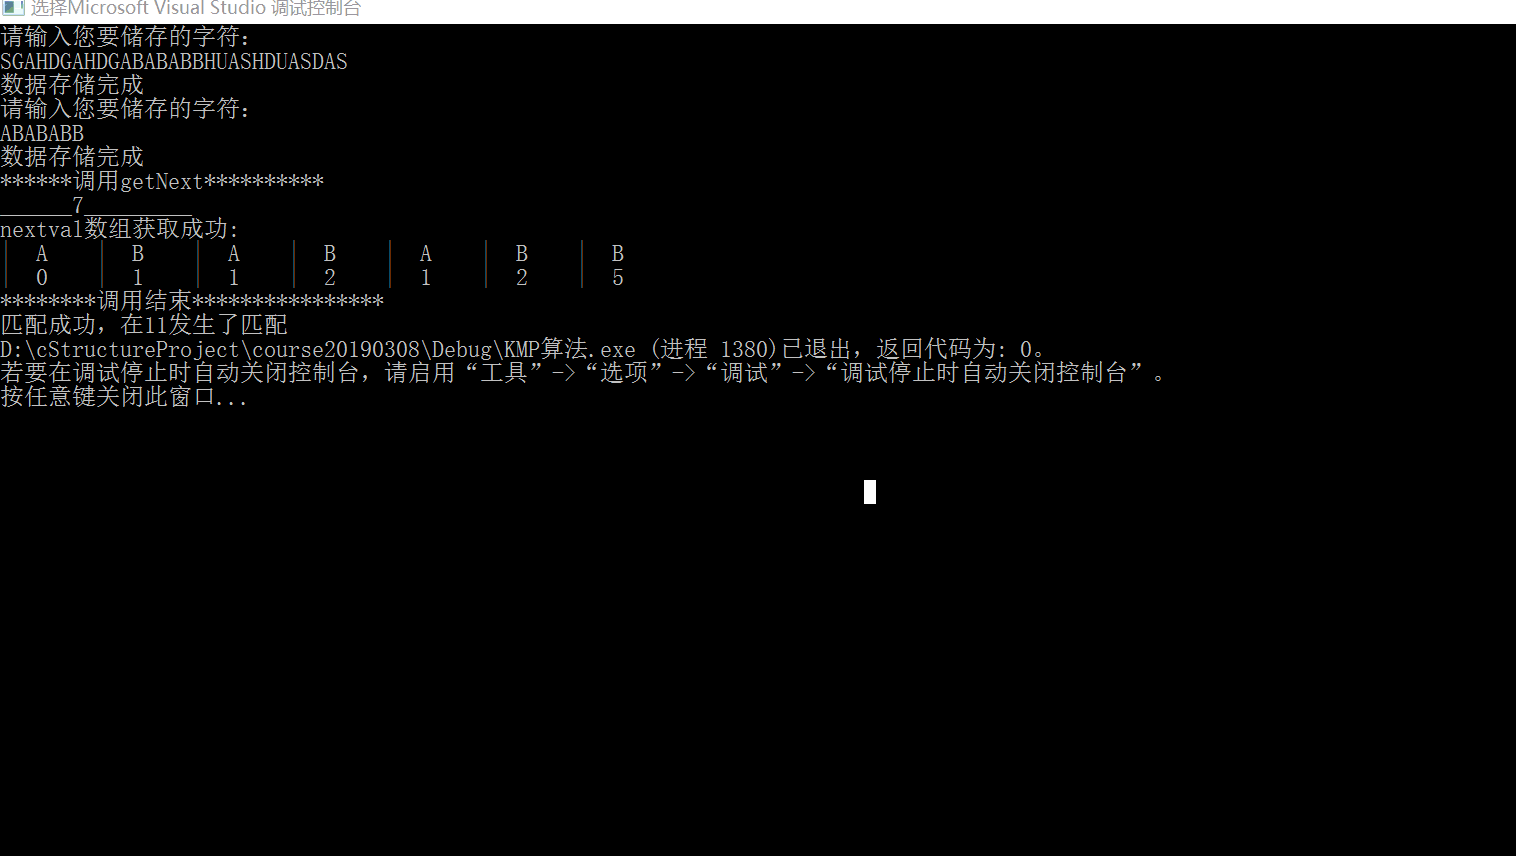 选择Microsoft Visual Studio 调试控制台
请输入您要储存的字符：
SGAHDGAHDGABABABBHUASHDUASDAS
数据存储完成
请输入您要储存的字符：
ABABABB
数据存储完成
******调用getNext**********
______7_________
nextval数组获取成功:
|  A    |  B    |  A    |  B    |  A    |  B    |  B
|  0    |  1    |  1    |  2    |  1    |  2    |  5
********调用结束****************
匹配成功，在11发生了匹配
D:\cStructureProject\course20190308\Debug\KMP算法.exe (进程 1380)已退出，返回代码为: 0。
若要在调试停止时自动关闭控制台，请启用“工具”->“选项”->“调试”->“调试停止时自动关闭控制台”。
按任意键关闭此窗口...